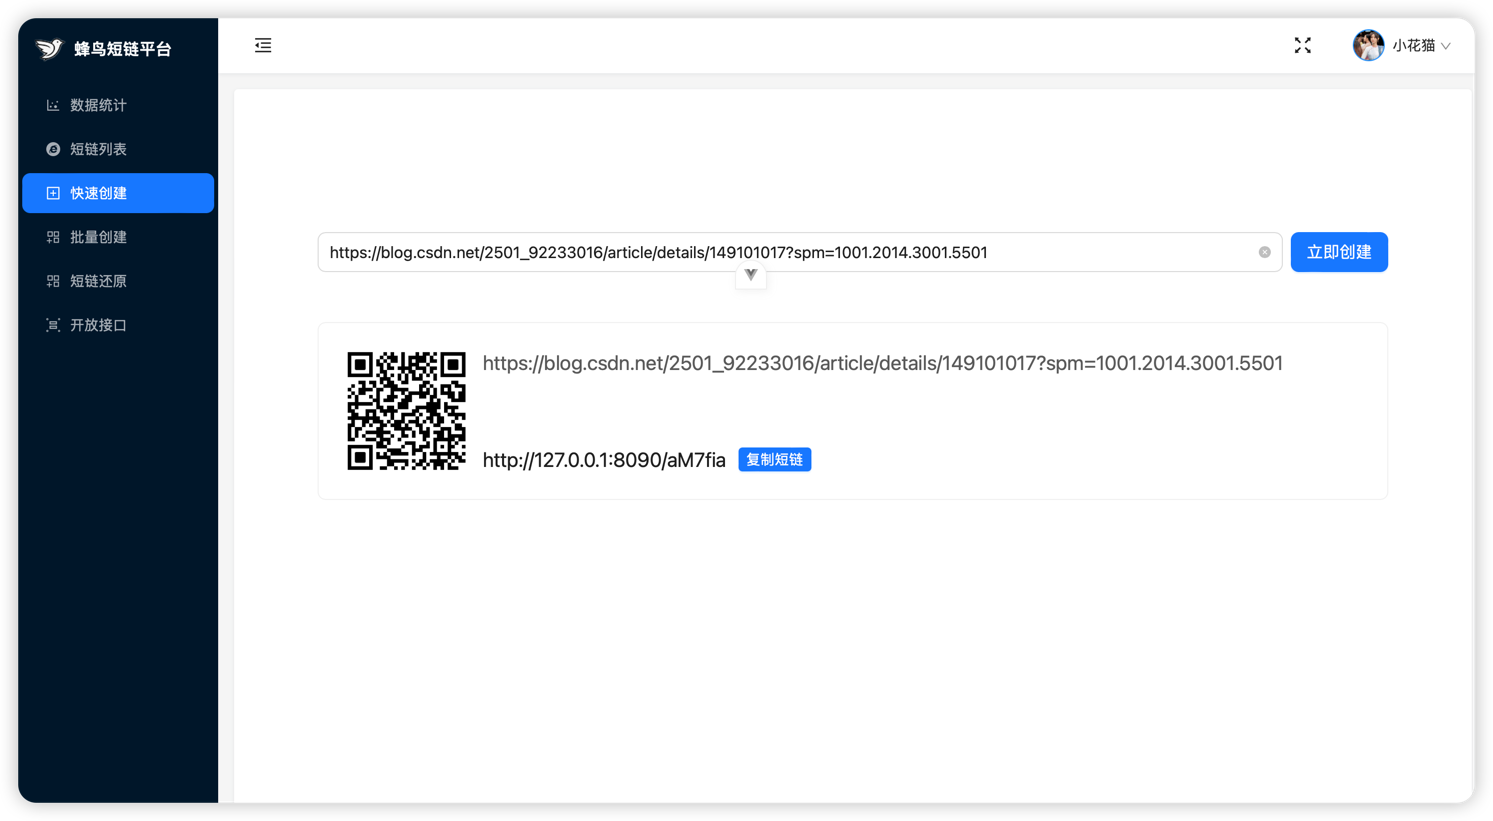 蜂鸟短链平台
小花猫
数据统计
短链列表
快速创建
批量创建
短链还原
开放接口
https://blog.csdn.net/2501_92233016/article/details/149101017?spm=1001.2014.3001.5501
立即创建
https://blog.csdn.net/2501_92233016/article/details/149101017?spm=1001.2014.3001.5501
http://127.0.0.1:8090/aM7fia
复制短链